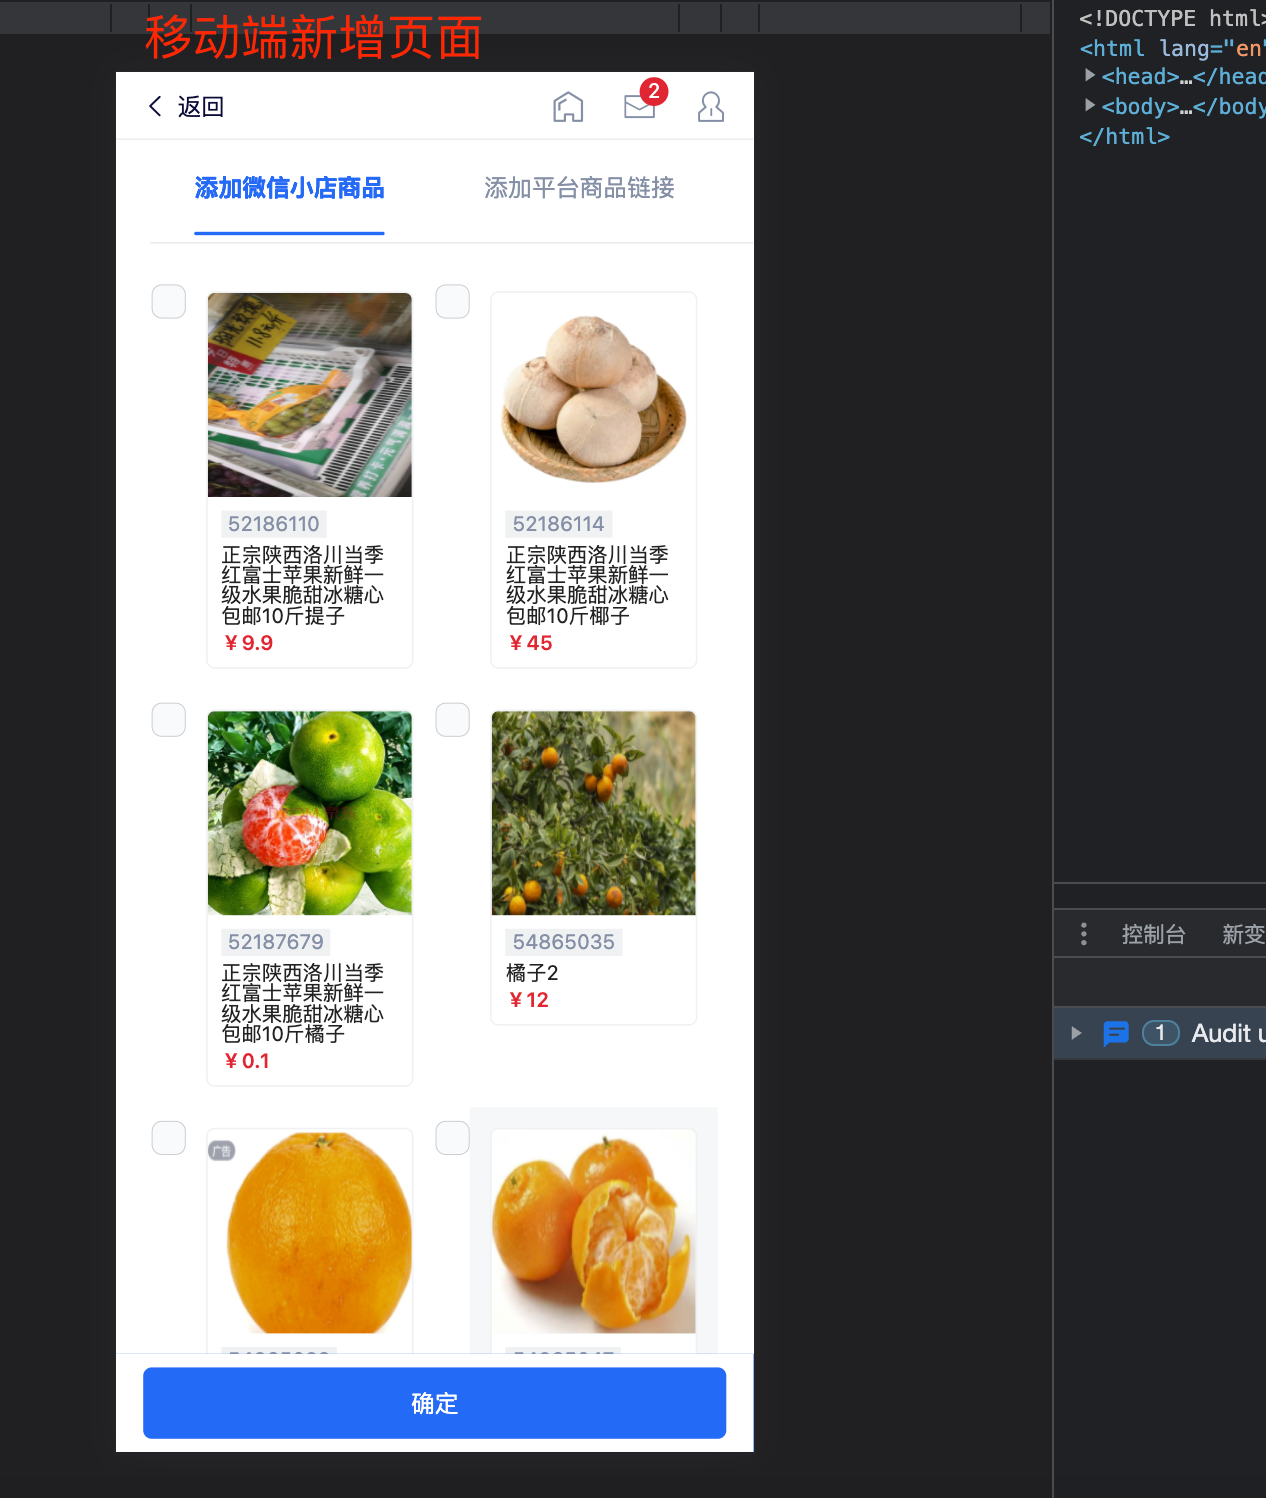 移动端新增页面
返回
2
添加微信小店商品
添加平台商品链接
11.8元/斤
52186110
正宗陕西洛川当季
红富士苹果新鲜一
级水果脆甜冰糖心
包邮10斤提子
¥9.9
52186114
正宗陕西洛川当季
红富士苹果新鲜一
级水果脆甜冰糖心
包邮10斤椰子
¥45
52187679
正宗陕西洛川当季
红富士苹果新鲜一
级水果脆甜冰糖心
包邮10斤橘子
¥0.1
54865035
橘子2
¥12
广告
确定
<!DOCTYPE html>
<html lang="en"
<head>…</head
<body>…</body
</html>
控制台
新变
1
Audit u